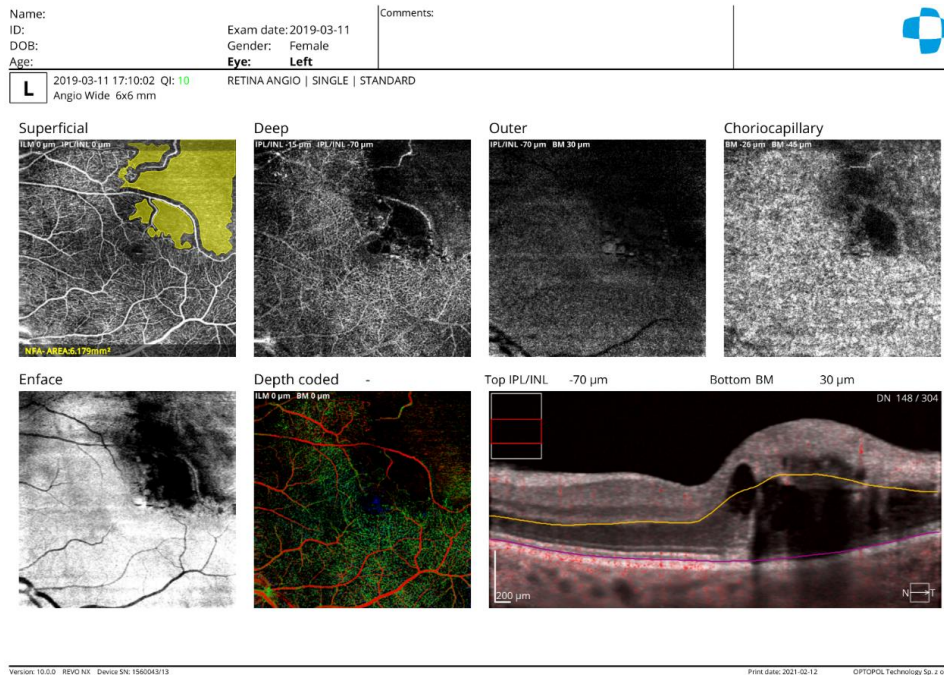 Name:
ID:
DOB:
Age:
Exam date: 2019-03-11
Gender: Female
Eye: Left
Comments:
L
2019-03-11 17:10:02 QI: 10
Angio Wide 6x6 mm
RETINA ANGIO | SINGLE | STANDARD
Superficial
ILM 0 µm IPL/INL 0 µm
NFA- AREA:6.179mm²
Deep
IPL/INL -15 µm IPL/INL -70 µm
Outer
IPL/INL -70 µm BM 30 µm
Choriocapillary
BM -26 µm BM -45 µm
Enface
Depth coded -
ILM 0 µm BM 0 µm
Top IPL/INL -70 µm Bottom BM 30 µm
DN 148 / 304
200 µm
N T
Version: 10.0.0 REVO NX Device SN: 1560043/13
Print date: 2021-02-12
OPTOPOL Technology Sp. z o